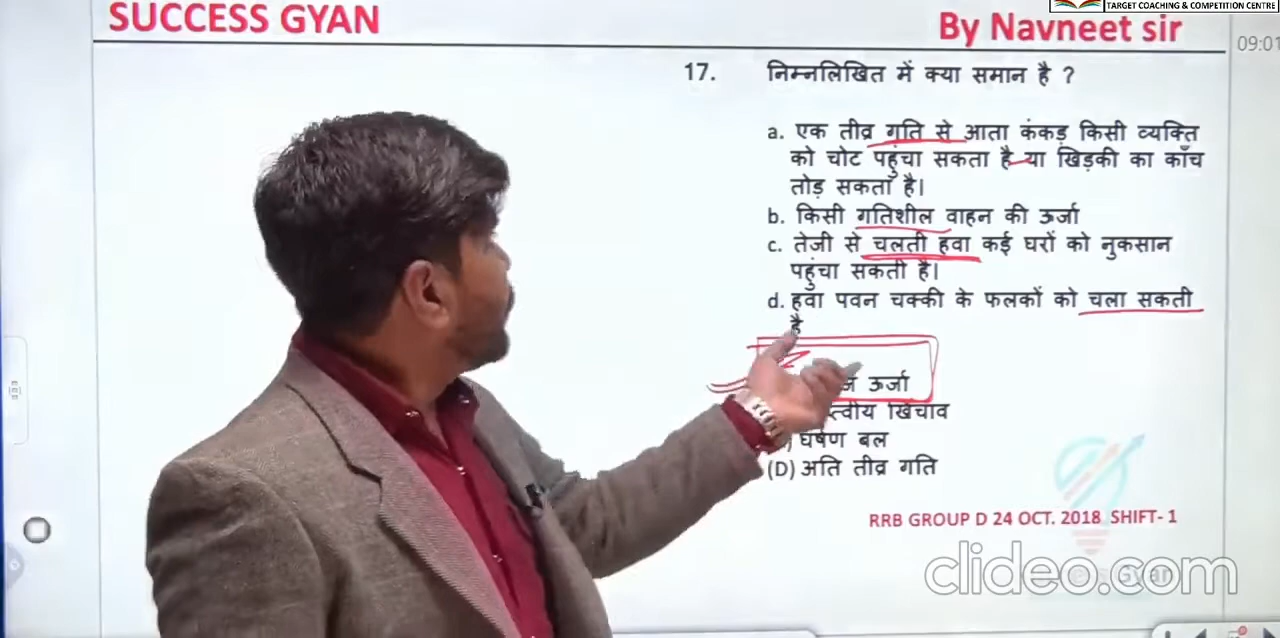 TARGET COACHING & COMPETITION CENTRE
SUCCESS GYAN
By Navneet sir
09:01
17. निम्नलिखित में क्या समान है ?
a. एक तीव्र गति से आता कंकड़ किसी व्यक्ति
को चोट पहुंचा सकता है या खिड़की का काँच
तोड़ सकता है।
b. किसी गतिशील वाहन की ऊर्जा
c. तेजी से चलती हवा कई घरों को नुकसान
पहुंचा सकती है।
d. हवा पवन चक्की के फलकों को चला सकती
है
ऊर्जा
खिंचाव
घर्षण बल
(D) अति तीव्र गति
RRB GROUP D 24 OCT. 2018 SHIFT- 1
clideo.com